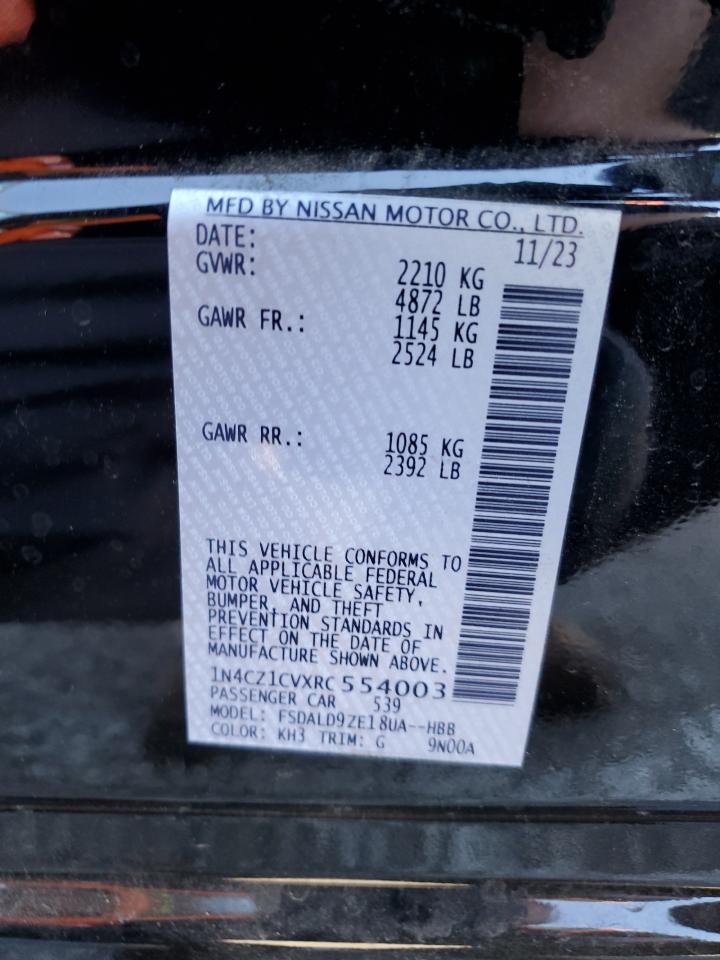 MFD BY NISSAN MOTOR CO., LTD.
DATE: 11/23
GVWR: 2210 KG
4872 LB
GAWR FR.: 1145 KG
2524 LB
GAWR RR.: 1085 KG
2392 LB
THIS VEHICLE CONFORMS TO
ALL APPLICABLE FEDERAL
MOTOR VEHICLE SAFETY,
BUMPER, AND THEFT
PREVENTION STANDARDS IN
EFFECT ON THE DATE OF
MANUFACTURE SHOWN ABOVE.
1N4CZ1CVXRC554003
PASSENGER CAR 539
MODEL: FSDALD9ZE18UA--HBB
COLOR: KH3 TRIM: G 9N00A